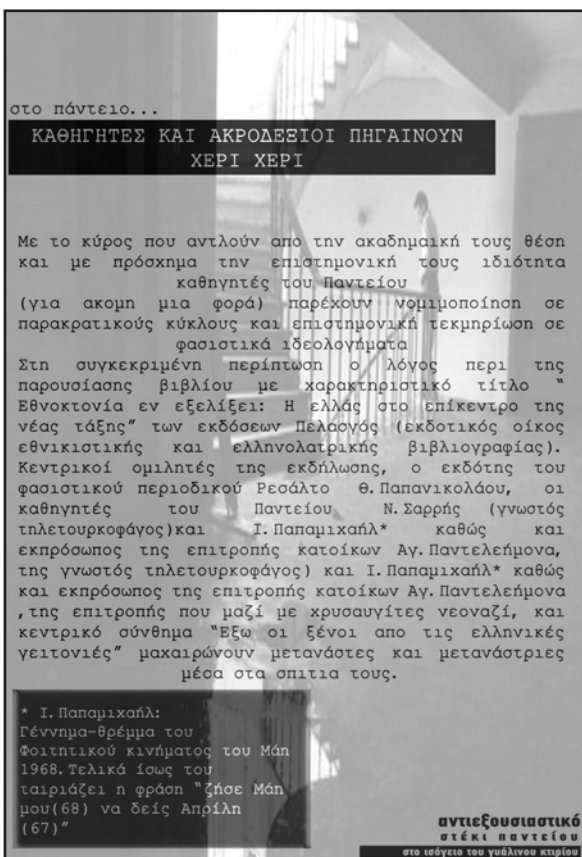 στο πάντειο...
ΚΑΘΗΓΗΤΕΣ ΚΑΙ ΑΚΡΟΔΕΞΙΟΙ ΠΗΓΑΙΝΟΥΝ
ΧΕΡΙ ΧΕΡΙ
Με το κύρος που αντλούν απο την ακαδημαική τους θέση
και με πρόσχημα την επιστημονική τους ιδιότητα
καθηγητές του Παντείου
(για ακομη μια φορά) παρέχουν νομιμοποίηση σε
παρακρατικούς κύκλους και επιστημονική τεκμηρίωση σε
φασιστικά ιδεολογήματα
Στη συγκεκριμένη περίπτωση ο λόγος περι της
παρουσίασης βιβλίου με χαρακτηριστικό τίτλο “
Εθνοκτονία εν εξελίξει: Η ελλάς στο επίκεντρο της
νέας τάξης” των εκδόσεων Πελασγός (εκδοτικός οίκος
εθνικιστικής και ελληνολατρικής βιβλιογραφίας).
Κεντρικοί ομιλητές της εκδήλωσης, ο εκδότης του
φασιστικού περιοδικού Ρεσάλτο Θ.Παπανικολάου, οι
καθηγητές του Παντείου Ν.Σαρρής (γνωστός
τηλετουρκοφάγος)και Ι.Παπαμιχαήλ* καθώς και
εκπρόσωπος της επιτροπής κατοίκων Αγ.Παντελεήμονα,
της γνωστός τηλετουρκοφάγος) και Ι.Παπαμιχαήλ* καθώς
και εκπρόσωπος της επιτροπής κατοίκων Αγ.Παντελεήμονα
,της επιτροπής που μαζί με χρυσαυγίτες νεοναζί, και
κεντρικό σύνθημα “Εξω οι ξένοι απο τις ελληνικές
γειτονιές” μαχαιρώνουν μετανάστες και μετανάστριες
μέσα στα σπιτια τους.
* Ι.Παπαμιχαήλ:
Γέννημα-θρέμμα του
Φοιτητικού κινήματος του Μάη
1968.Τελικά ίσως του
ταιριάζει η φράση “ζήσε Μάη
μου(68) να δείς Απρίλη
(67)”
αντιεξουσιαστικό
στέκι παντείου
στο ισόγειο του γυάλινου κτιρίου